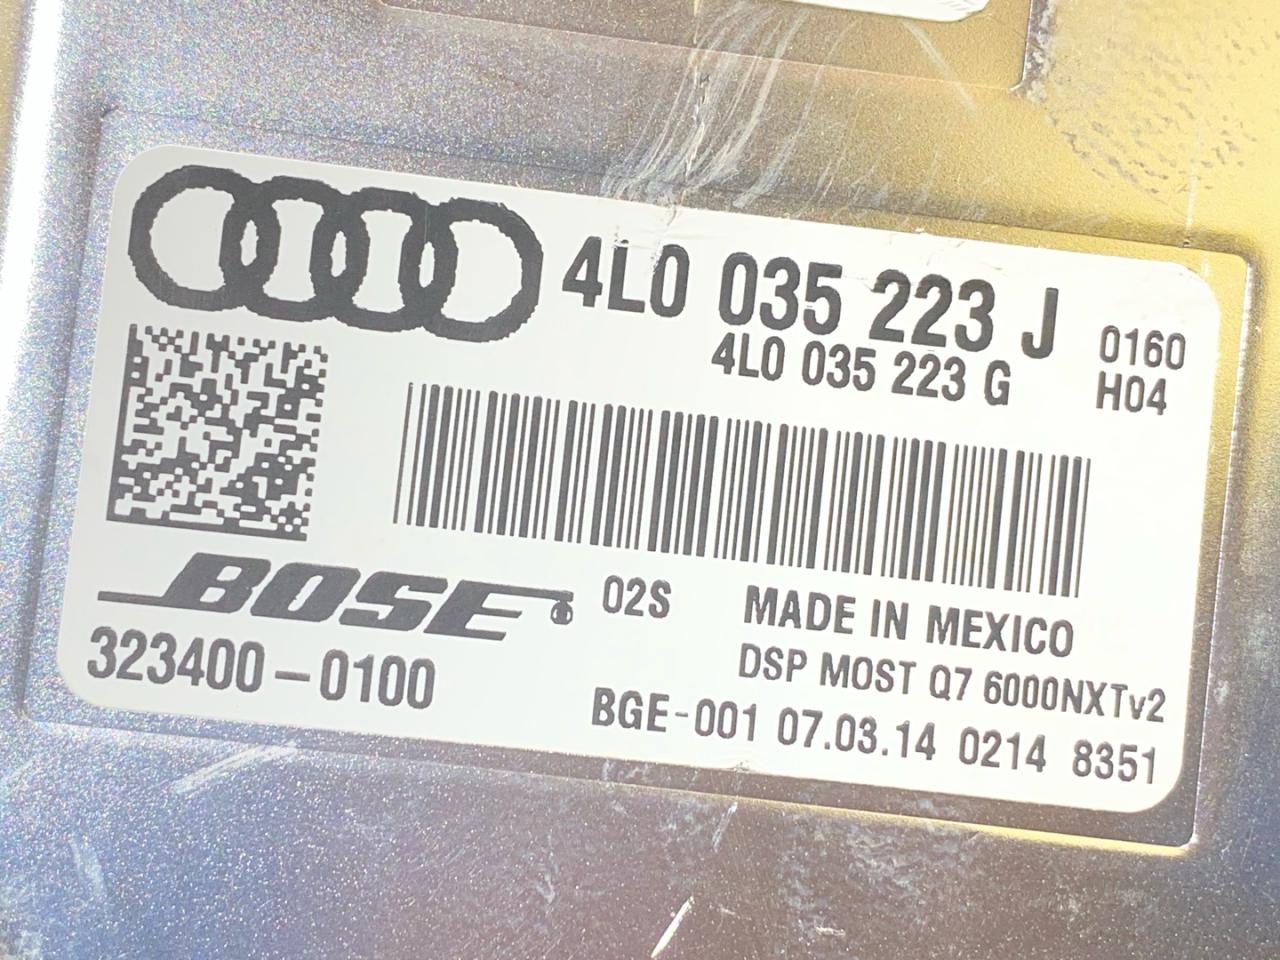 4L0 035 223 J
4L0 035 223 G
0160
H04
BOSE
02S
MADE IN MEXICO
323400-0100
DSP MOST Q7 6000NXTv2
BGE-001 07.03.14 0214 8351